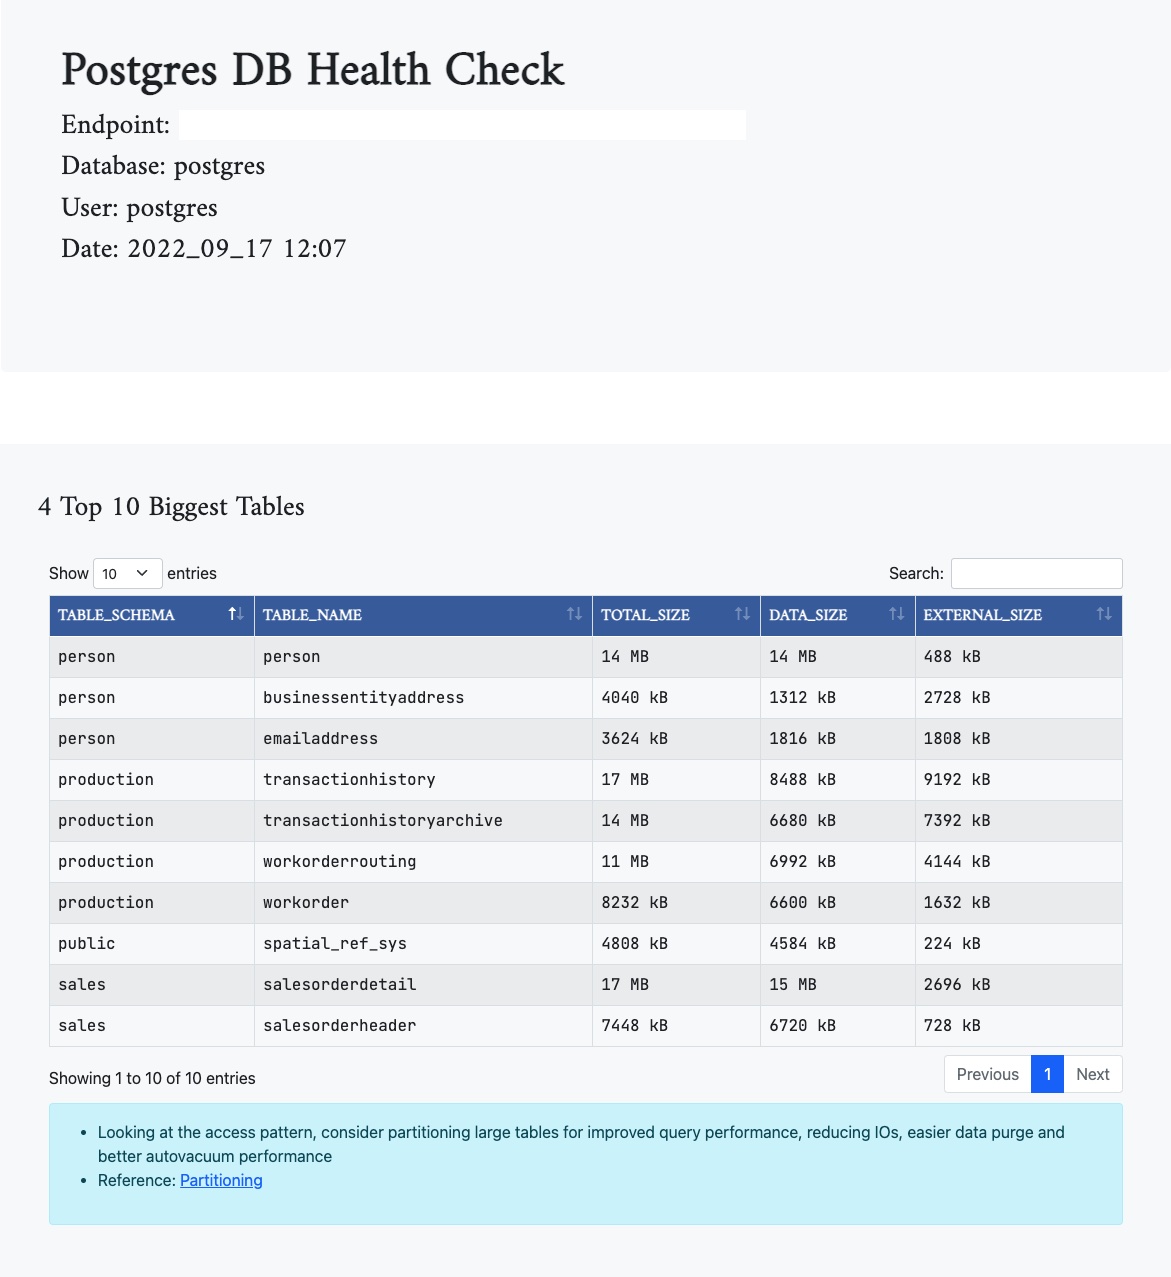 Postgres DB Health Check
Endpoint:
Database: postgres
User: postgres
Date: 2022_09_17 12:07
4 Top 10 Biggest Tables
Show 10 entries Search:
TABLE_SCHEMA TABLE_NAME TOTAL_SIZE DATA_SIZE EXTERNAL_SIZE
person person 14 MB 14 MB 488 kB
person businessentityaddress 4040 kB 1312 kB 2728 kB
person emailaddress 3624 kB 1816 kB 1808 kB
production transactionhistory 17 MB 8488 kB 9192 kB
production transactionhistoryarchive 14 MB 6680 kB 7392 kB
production workorderrouting 11 MB 6992 kB 4144 kB
production workorder 8232 kB 6600 kB 1632 kB
public spatial_ref_sys 4808 kB 4584 kB 224 kB
sales salesorderdetail 17 MB 15 MB 2696 kB
sales salesorderheader 7448 kB 6720 kB 728 kB
Showing 1 to 10 of 10 entries Previous 1 Next
• Looking at the access pattern, consider partitioning large tables for improved query performance, reducing IOs, easier data purge and
better autovacuum performance
• Reference: Partitioning